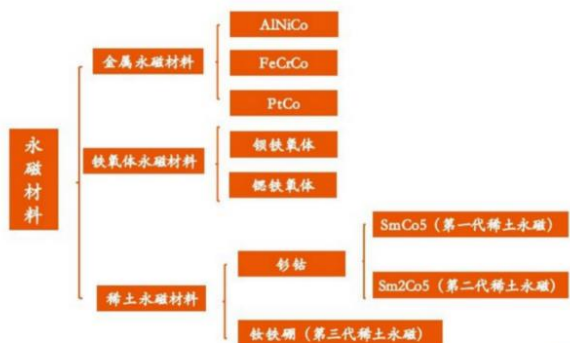 永磁材料
金属永磁材料
AlNiCo
FeCrCo
PtCo
铁氧体永磁材料
钡铁氧体
锶铁氧体
稀土永磁材料
钐钴
SmCo5（第一代稀土永磁）
Sm2Co5（第二代稀土永磁）
钕铁硼（第三代稀土永磁）